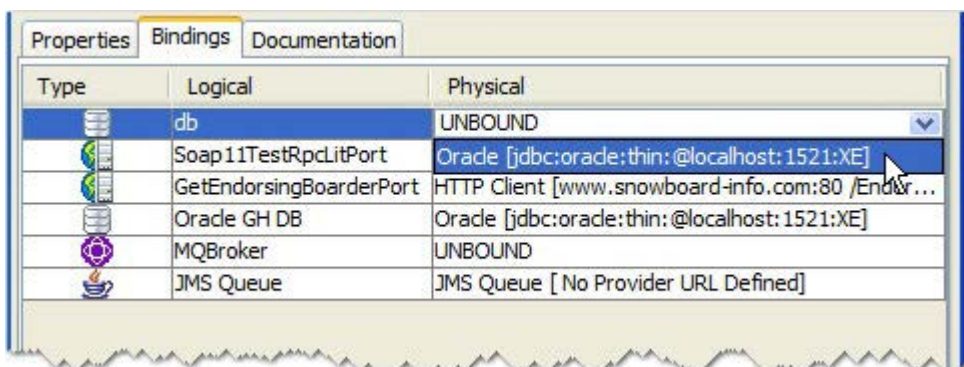 Properties Bindings Documentation
Type Logical Physical
db UNBOUND
Soap11TestRpcLitPort Oracle [jdbc:oracle:thin:@localhost:1521:XE]
GetEndorsingBoarderPort HTTP Client [www.snowboard-info.com:80 /Endor...
Oracle GH DB Oracle [jdbc:oracle:thin:@localhost:1521:XE]
MQBroker UNBOUND
JMS Queue JMS Queue [ No Provider URL Defined]